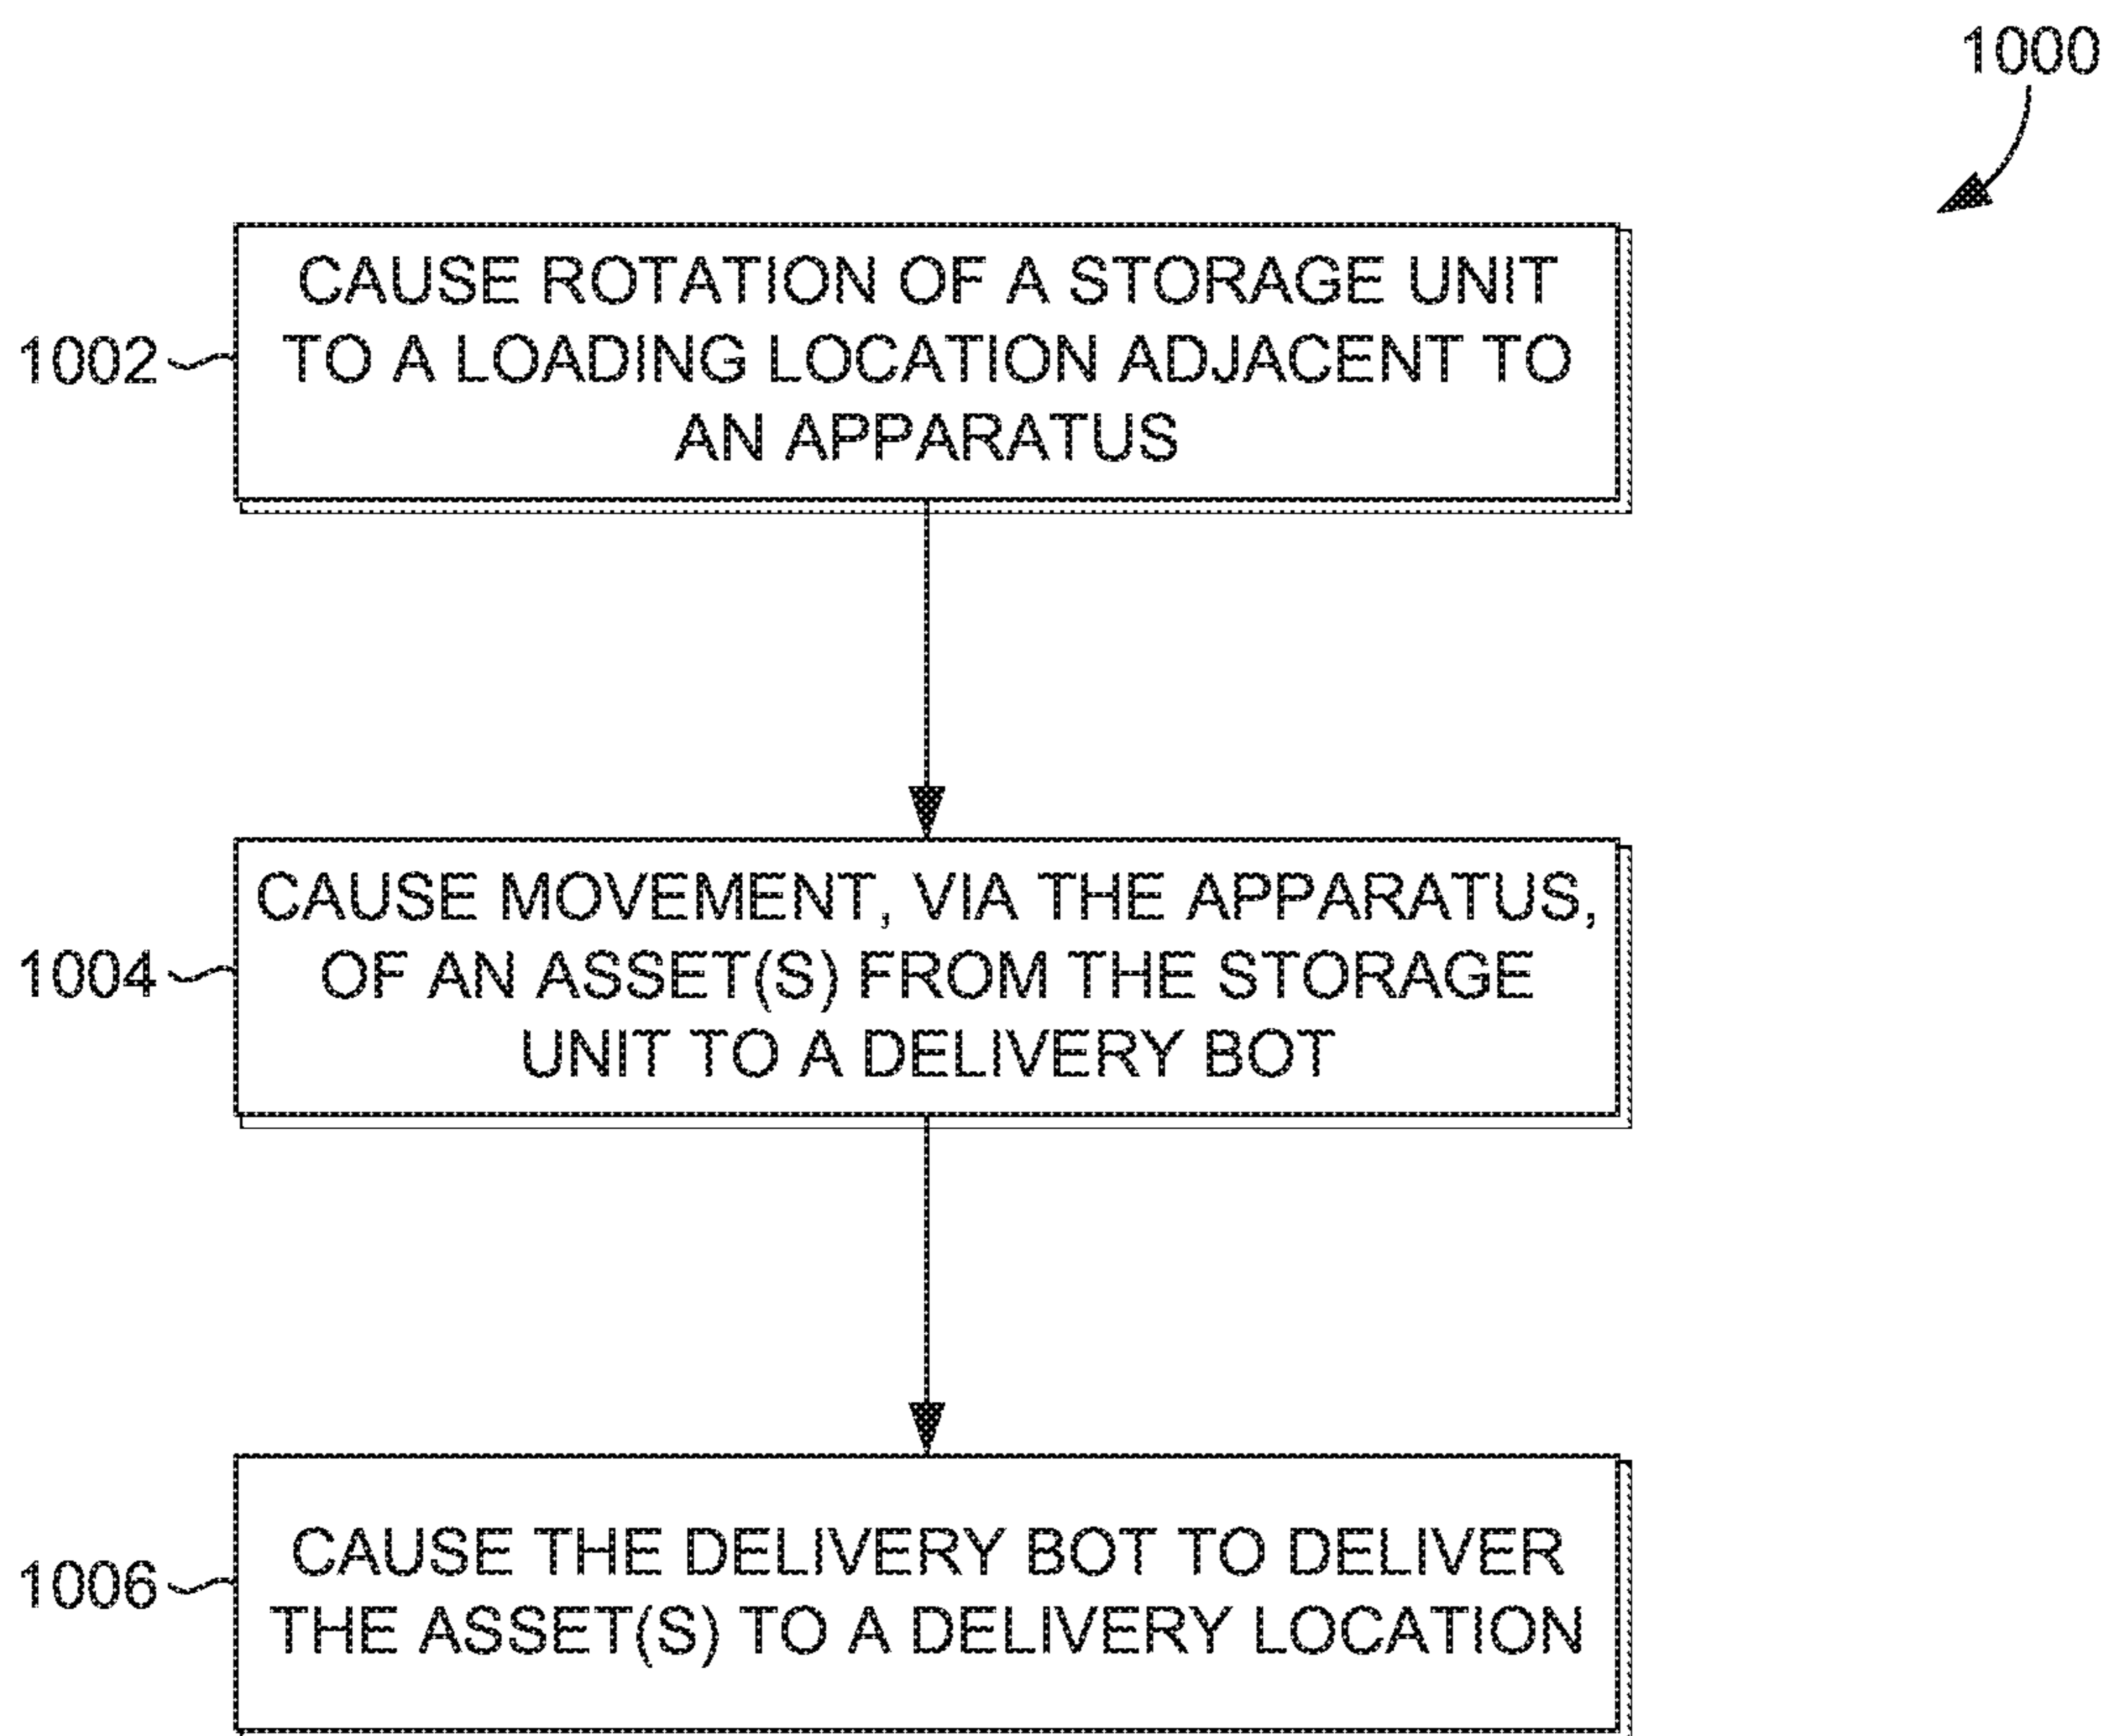 1000
CAUSE ROTATION OF A STORAGE UNIT
TO A LOADING LOCATION ADJACENT TO
AN APPARATUS
1002
CAUSE MOVEMENT, VIA THE APPARATUS,
OF AN ASSET(S) FROM THE STORAGE
UNIT TO A DELIVERY BOT
1004
CAUSE THE DELIVERY BOT TO DELIVER
THE ASSET(S) TO A DELIVERY LOCATION
1006